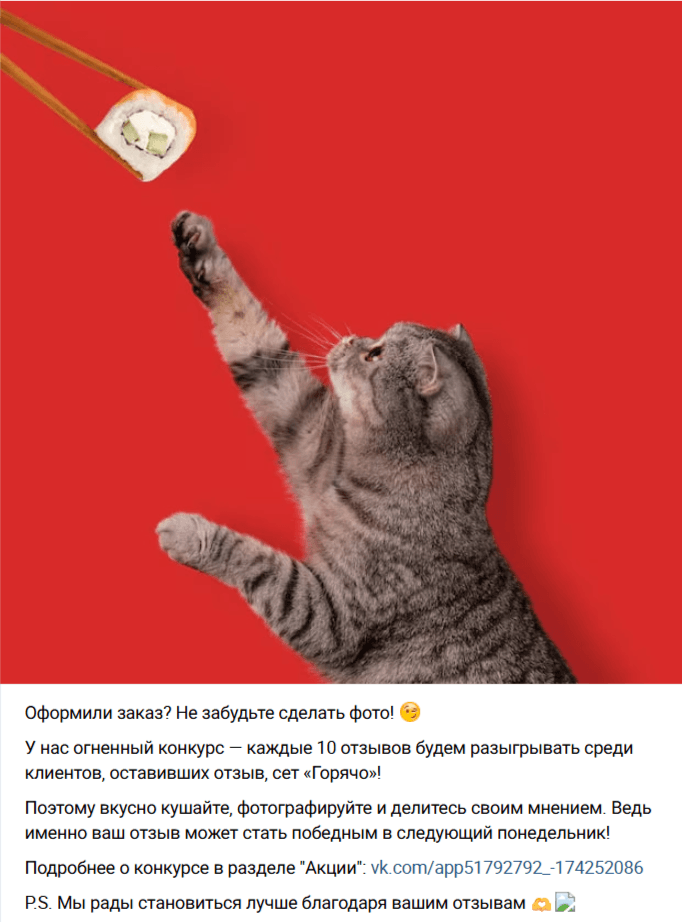 Оформили заказ? Не забудьте сделать фото! 😉
У нас огненный конкурс — каждые 10 отзывов будем разыгрывать среди
клиентов, оставивших отзыв, сет «Горячо»!
Поэтому вкусно кушайте, фотографируйте и делитесь своим мнением. Ведь
именно ваш отзыв может стать победным в следующий понедельник!
Подробнее о конкурсе в разделе "Акции": vk.com/app51792792_-174252086
P.S. Мы рады становиться лучше благодаря вашим отзывам 🫶